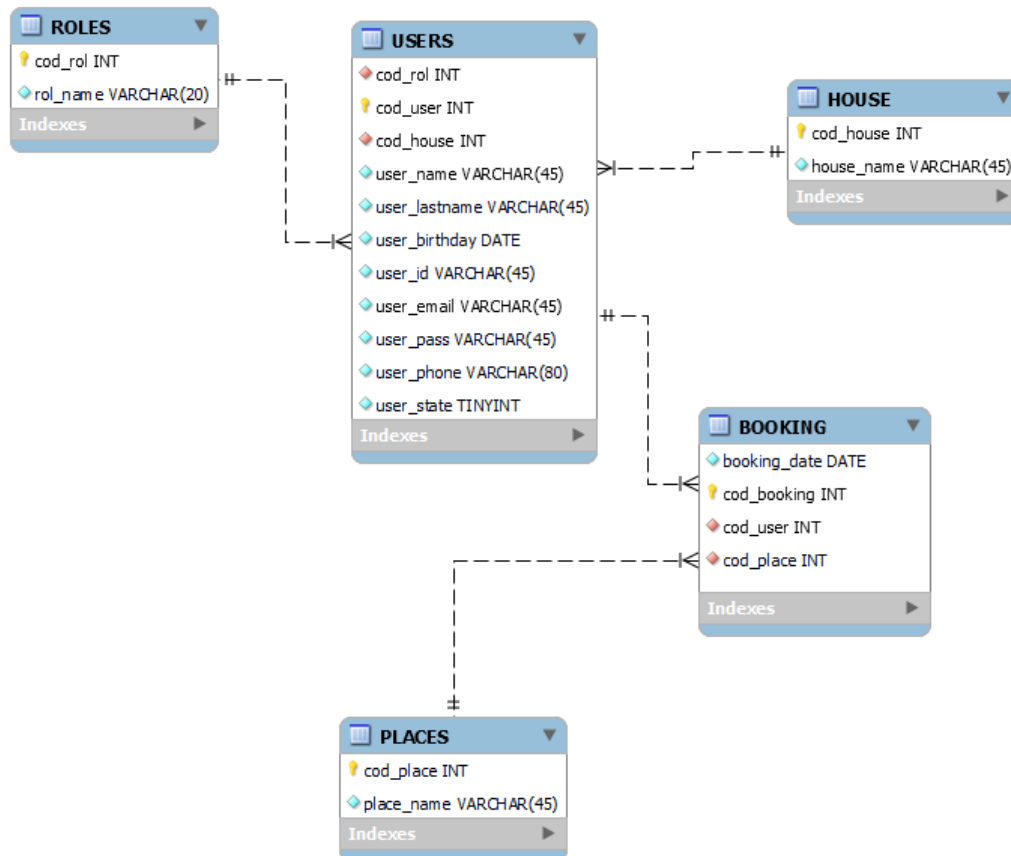 ROLES
cod_rol INT
rol_name VARCHAR(20)
Indexes
USERS
cod_rol INT
cod_user INT
cod_house INT
user_name VARCHAR(45)
user_lastname VARCHAR(45)
user_birthday DATE
user_id VARCHAR(45)
user_email VARCHAR(45)
user_pass VARCHAR(45)
user_phone VARCHAR(80)
user_state TINYINT
Indexes
HOUSE
cod_house INT
house_name VARCHAR(45)
Indexes
BOOKING
booking_date DATE
cod_booking INT
cod_user INT
cod_place INT
Indexes
PLACES
cod_place INT
place_name VARCHAR(45)
Indexes